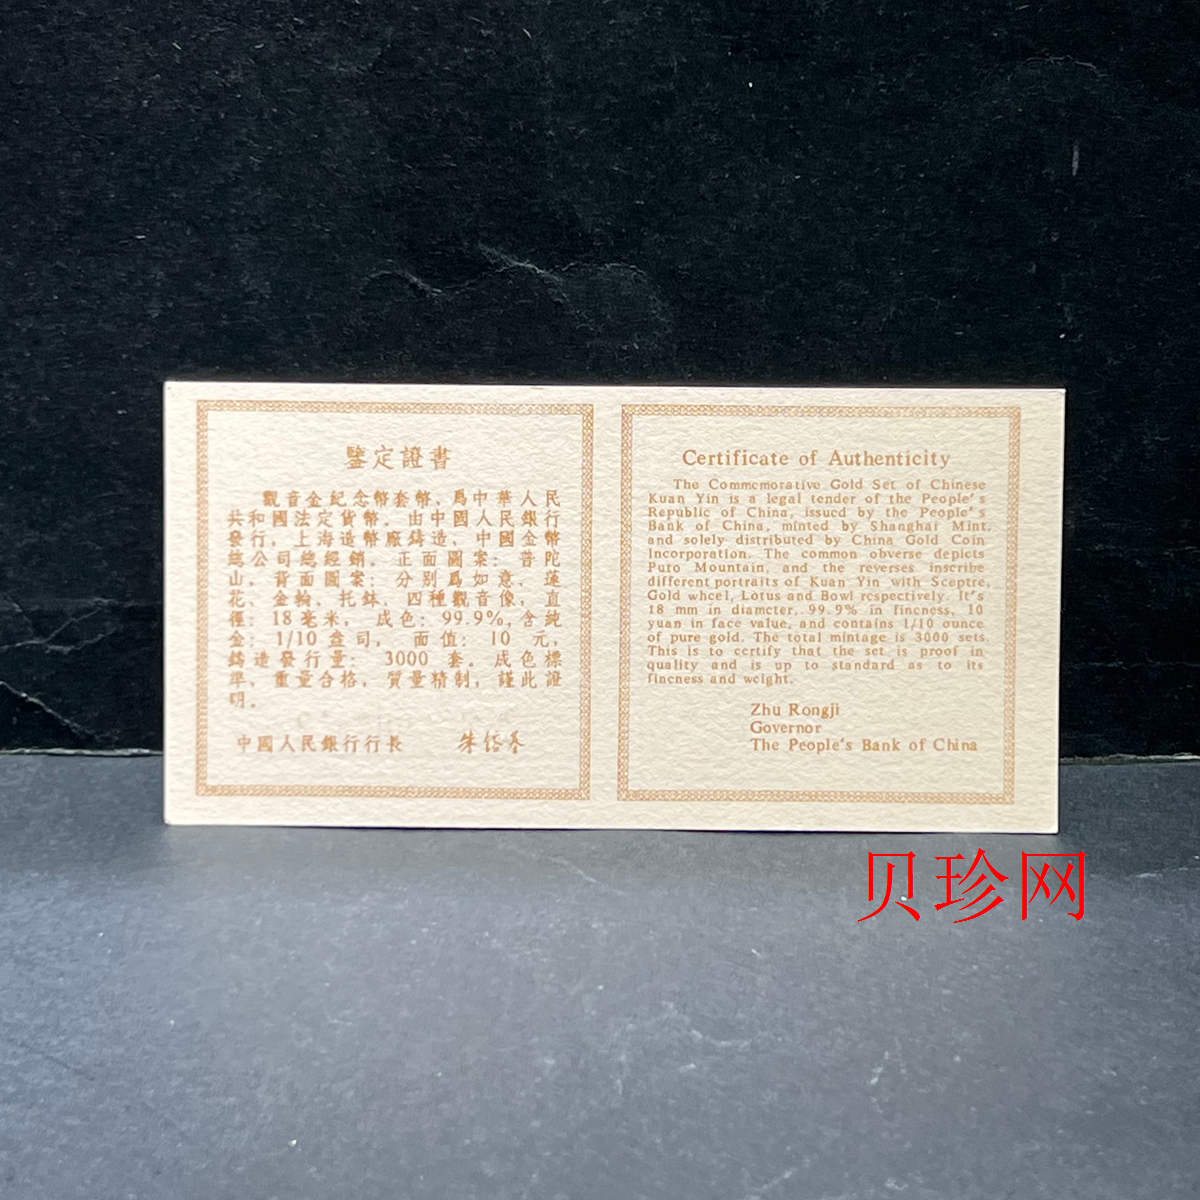 鑒定證書
觀音金紀念幣套幣，爲中華人民
共和國法定貨幣。由中國人民銀行
發行，上海造幣廠鑄造，中國金幣
總公司總經銷。正面圖案：普陀
山，背面圖案：分别爲如意、蓮
花、金輪、托鉢，四種觀音像，直
徑：18毫米，成色：99.9%，含純
金：1/10盎司，面值：10元，
鑄造發行量：3000套。成色標
準，重量合格，質量精制，謹此證
明。
中國人民銀行行長 朱镕基
Certificate of Authenticity
The Commemorative Gold Set of Chinese
Kuan Yin is a legal tender of the People's
Republic of China, issued by the People's
Bank of China, minted by Shanghai Mint,
and solely distributed by China Gold Coin
Incorporation. The common obverse depicts
Puto Mountain, and the reverses inscribe
different portraits of Kuan Yin with Sceptre,
Gold wheel, Lotus and Bowl respectively. It's
18 mm in diamcter, 99.9% in fineness, 10
yuan in face value, and contains 1/10 ounce
of pure gold. The total mintage is 3000 sets.
This is to certify that the set is proof in
quality and is up to standard as to its
fineness and weight.
Zhu Rongji
Governor
The People's Bank of China
贝珍网